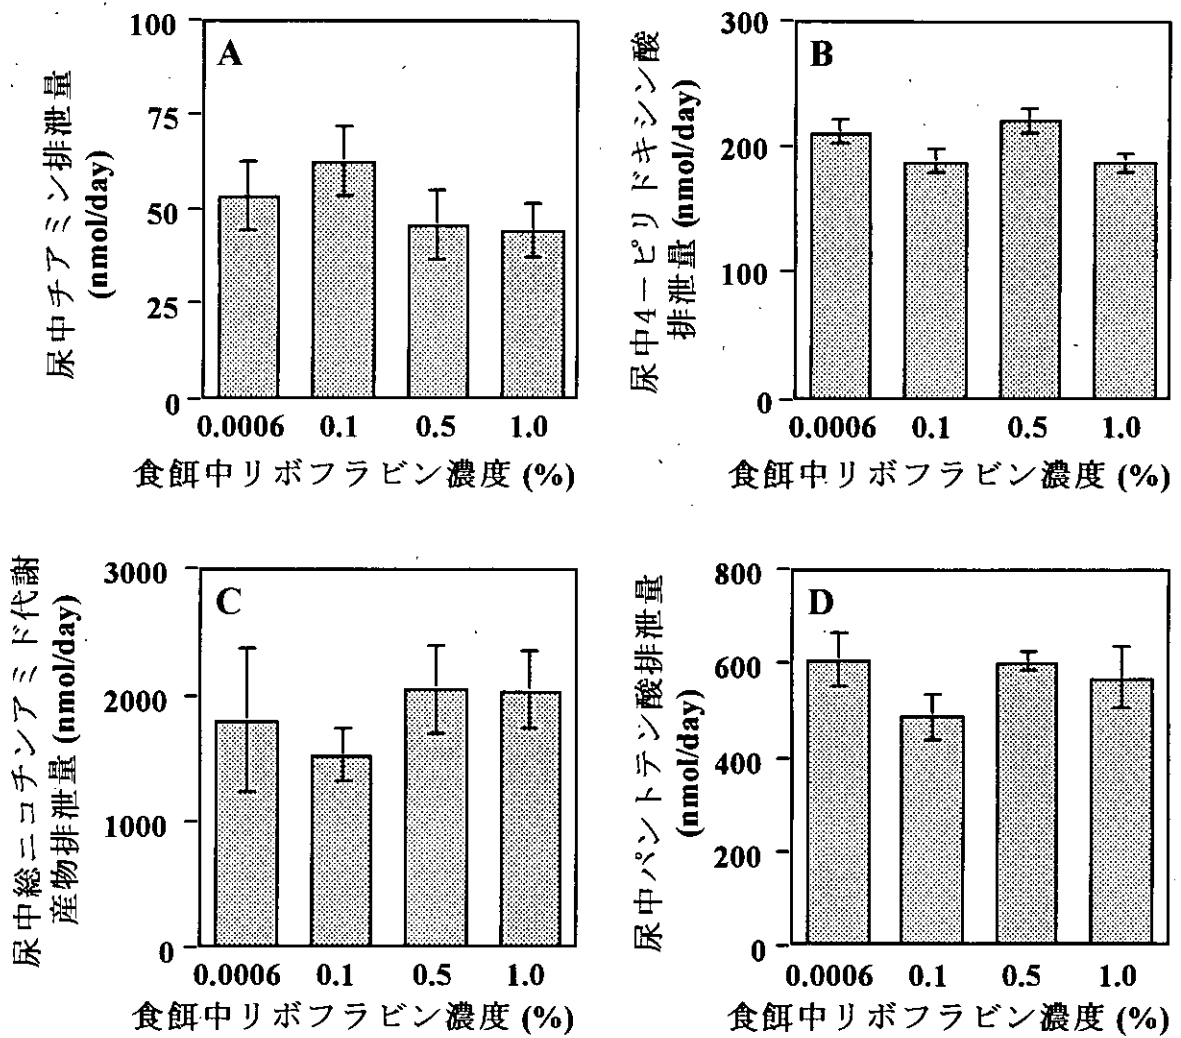 A
尿中チアミン排泄量
(nmol/day)
100
75
50
25
0
0.0006 0.1 0.5 1.0
食餌中リボフラビン濃度 (%)
B
尿中4－ピリドキシン酸
排泄量 (nmol/day)
300
200
100
0
0.0006 0.1 0.5 1.0
食餌中リボフラビン濃度 (%)
C
尿中総ニコチンアミド代謝
産物排泄量 (nmol/day)
3000
2000
1000
0
0.0006 0.1 0.5 1.0
食餌中リボフラビン濃度 (%)
D
尿中パントテン酸排泄量
(nmol/day)
800
600
400
200
0
0.0006 0.1 0.5 1.0
食餌中リボフラビン濃度 (%)